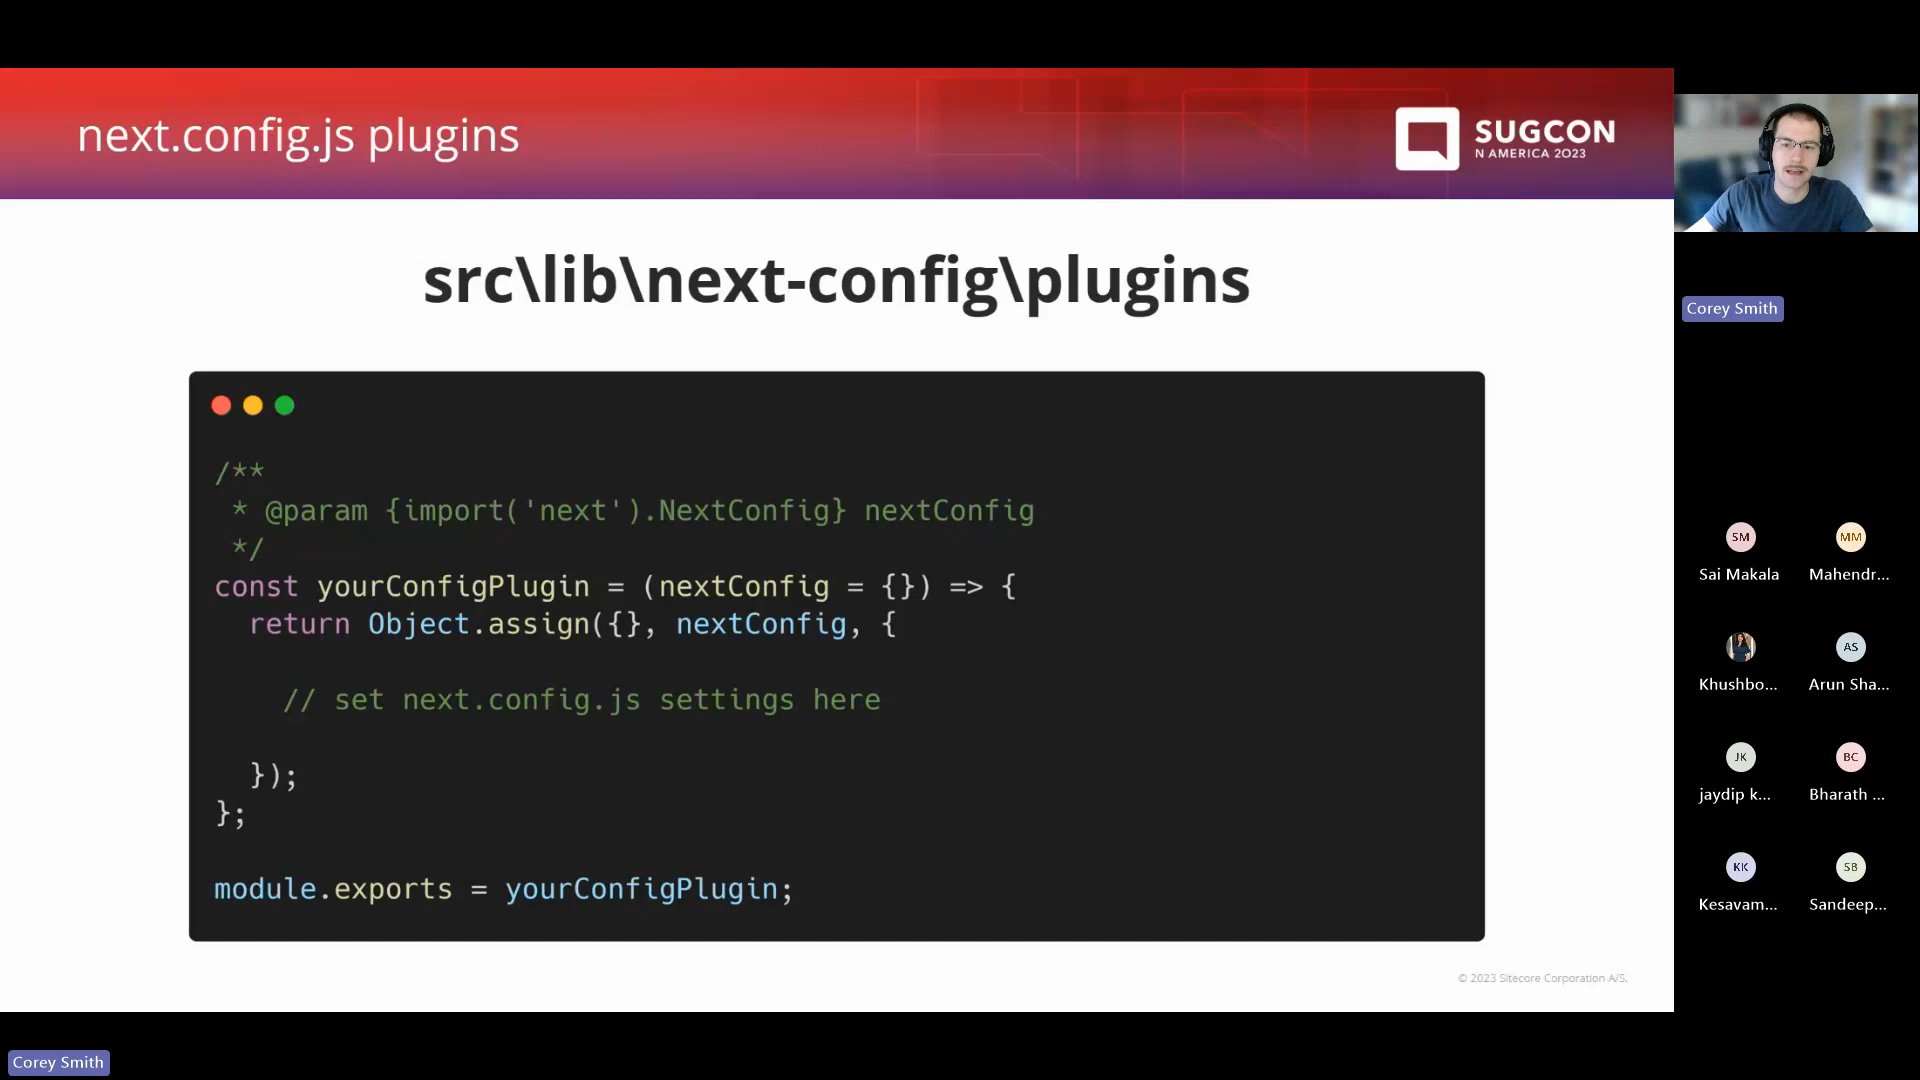 next.config.js plugins
SUGCON
N AMERICA 2023
src\lib\next-config\plugins
/**
 * @param {import('next').NextConfig} nextConfig
 */
const yourConfigPlugin = (nextConfig = {}) => {
  return Object.assign({}, nextConfig, {
    // set next.config.js settings here
  });
};
module.exports = yourConfigPlugin;
© 2023 Sitecore Corporation A/S.
Corey Smith
Corey Smith
SM
MM
Sai Makala
Mahendr...
AS
Khushbo...
Arun Sha...
JK
BC
jaydip k...
Bharath ...
KK
SB
Kesavam...
Sandeep...